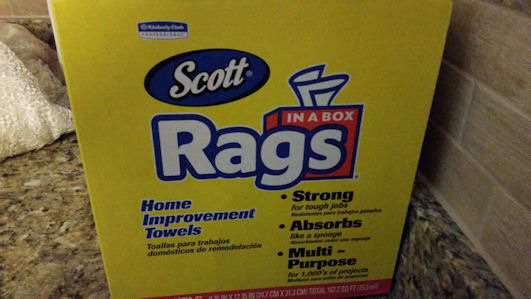 Kimberly-Clark
PROFESSIONAL
Scott®
IN A BOX
Rags
Home
Improvement
Towels
Toallas para trabajos
domésticos de remodelación
• Strong
for tough jobs
Resistentes para trabajos pesados
• Absorbs
like a sponge
Absorbentes como una esponja
• Multi -
Purpose
for 1,000's of projects